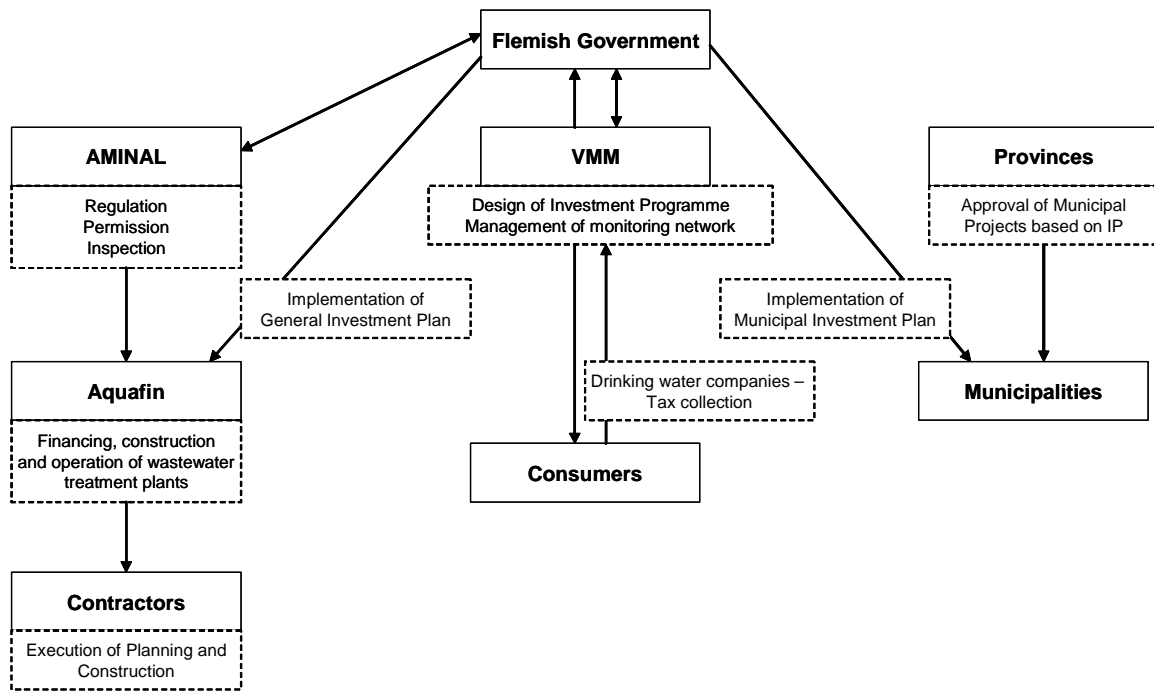 Flemish Government
AMINAL
Regulation
Permission
Inspection
VMM
Design of Investment Programme
Management of monitoring network
Provinces
Approval of Municipal
Projects based on IP
Implementation of
General Investment Plan
Implementation of
Municipal Investment Plan
Aquafin
Financing, construction
and operation of wastewater
treatment plants
Drinking water companies –
Tax collection
Municipalities
Consumers
Contractors
Execution of Planning and
Construction